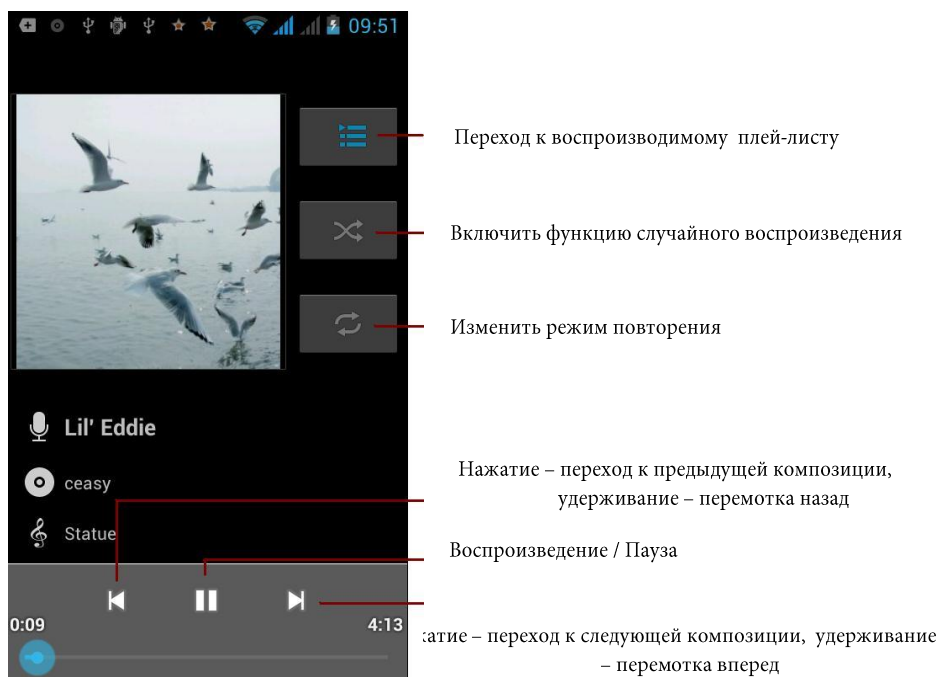 09:51
Переход к воспроизводимому плей-листу
Включить функцию случайного воспроизведения
Изменить режим повторения
Lil' Eddie
ceasy
Statue
Нажатие – переход к предыдущей композиции,
удерживание – перемотка назад
Воспроизведение / Пауза
0:09
4:13
жатие – переход к следующей композиции, удерживание
– перемотка вперед